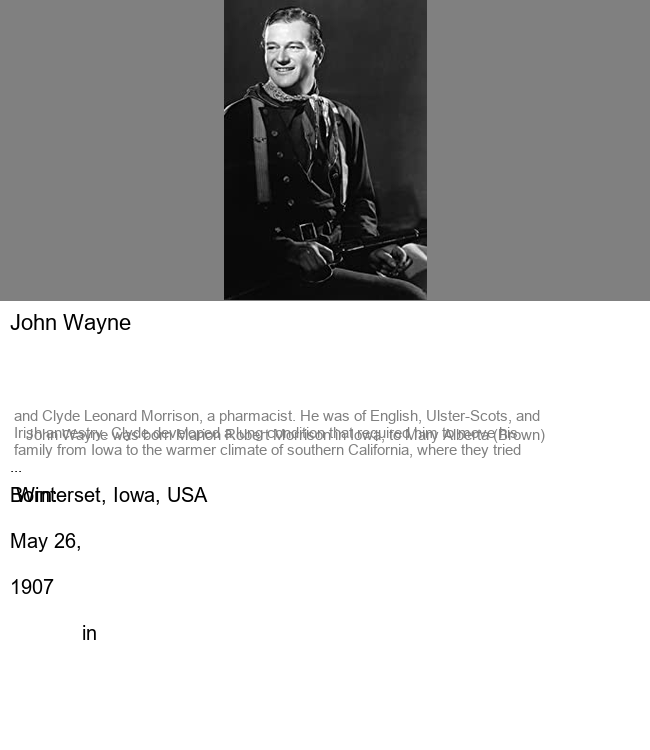 John Wayne
and Clyde Leonard Morrison, a pharmacist. He was of English, Ulster-Scots, and
Irish ancestry. Clyde developed a lung condition that required him to move his
John Wayne was born Marion Robert Morrison in Iowa, to Mary Alberta (Brown)
family from Iowa to the warmer climate of southern California, where they tried
...
Born:
Winterset, Iowa, USA
May 26,
1907
in